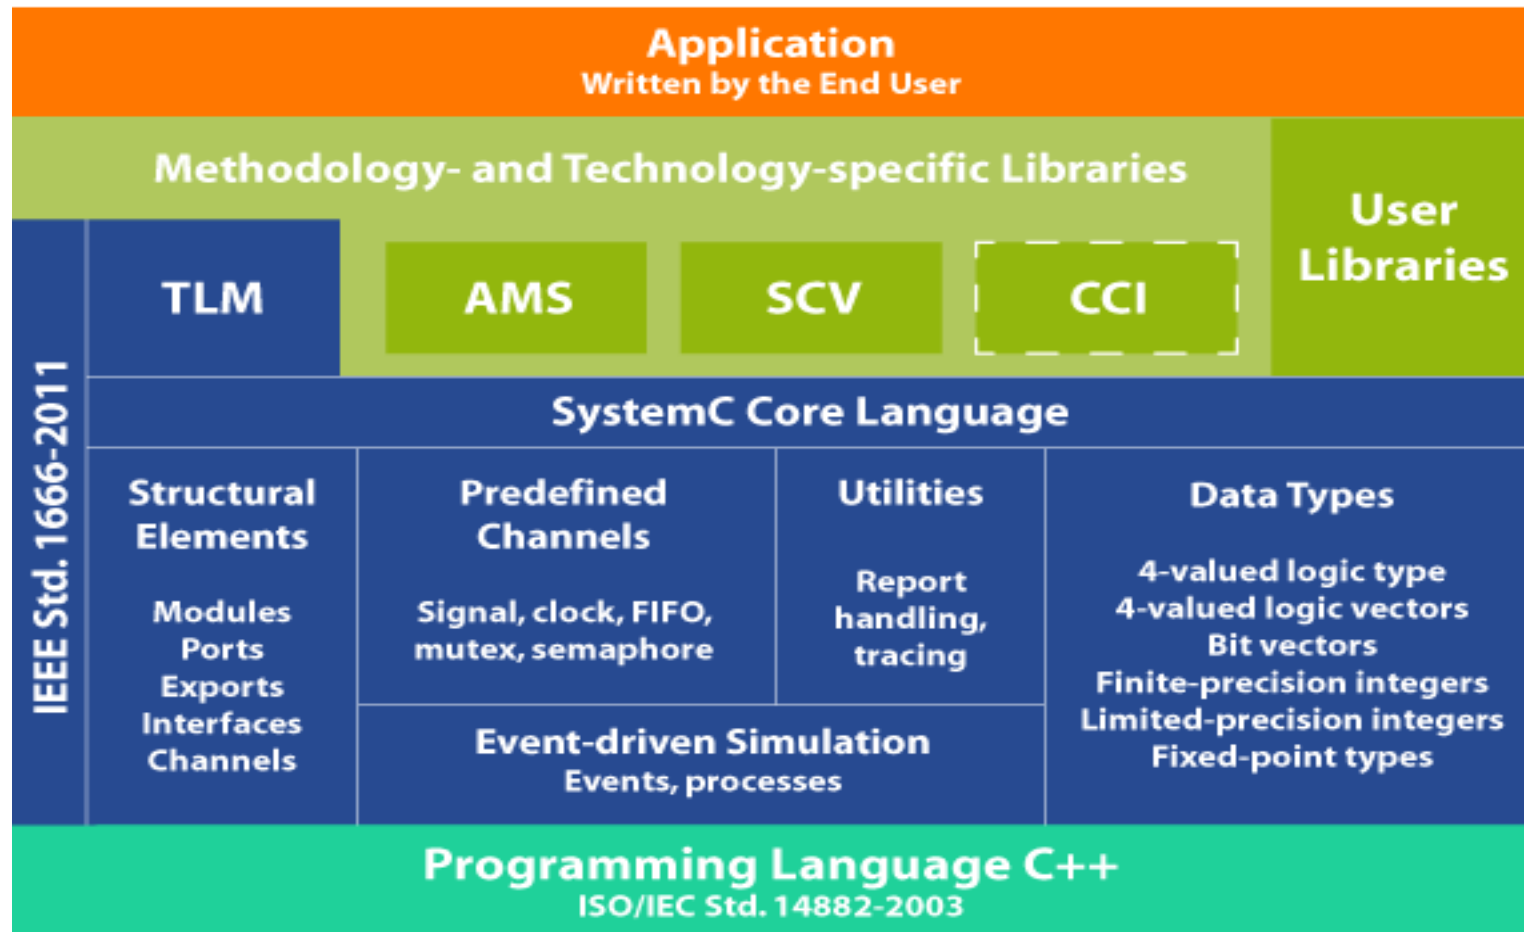 Application
Written by the End User
Methodology- and Technology-specific Libraries
User
Libraries
TLM
AMS
SCV
CCI
IEEE Std. 1666-2011
SystemC Core Language
Structural
Elements
Modules
Ports
Exports
Interfaces
Channels
Predefined
Channels
Signal, clock, FIFO,
mutex, semaphore
Utilities
Report
handling,
tracing
Data Types
4-valued logic type
4-valued logic vectors
Bit vectors
Finite-precision integers
Limited-precision integers
Fixed-point types
Event-driven Simulation
Events, processes
Programming Language C++
ISO/IEC Std. 14882-2003